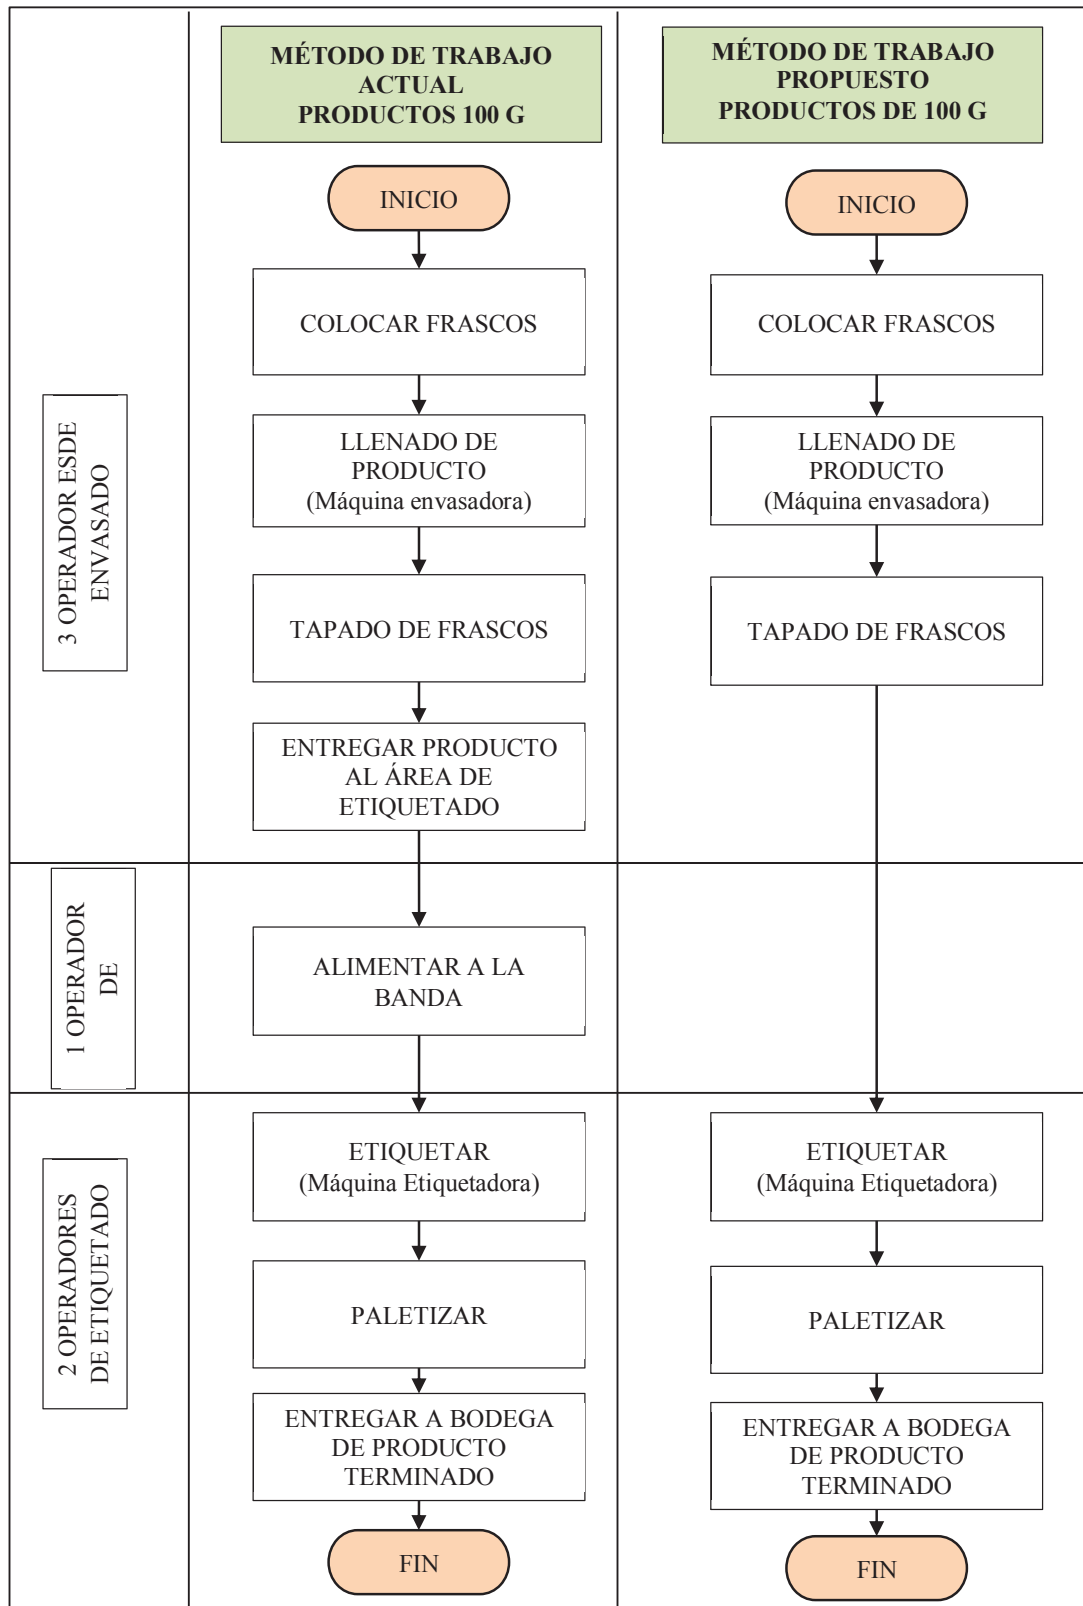 MÉTODO DE TRABAJO
ACTUAL
PRODUCTOS 100 G
MÉTODO DE TRABAJO
PROPUESTO
PRODUCTOS DE 100 G
3 OPERADOR ESDE
ENVASADO
INICIO
COLOCAR FRASCOS
LLENADO DE
PRODUCTO
(Máquina envasadora)
TAPADO DE FRASCOS
ENTREGAR PRODUCTO
AL ÁREA DE
ETIQUETADO
INICIO
COLOCAR FRASCOS
LLENADO DE
PRODUCTO
(Máquina envasadora)
TAPADO DE FRASCOS
1 OPERADOR
DE
ALIMENTAR A LA
BANDA
2 OPERADORES
DE ETIQUETADO
ETIQUETAR
(Máquina Etiquetadora)
PALETIZAR
ENTREGAR A BODEGA
DE PRODUCTO
TERMINADO
FIN
ETIQUETAR
(Máquina Etiquetadora)
PALETIZAR
ENTREGAR A BODEGA
DE PRODUCTO
TERMINADO
FIN